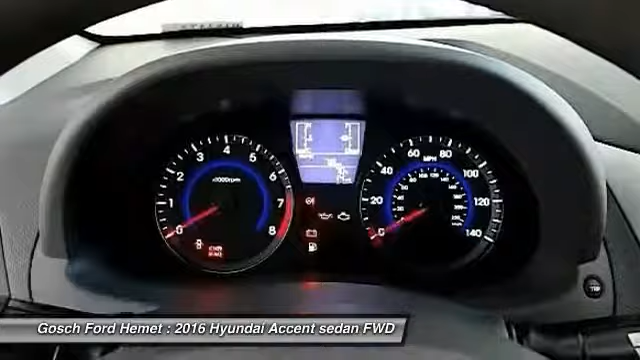 0 1 2 3 4 5 6 7 8
x1000rpm
0 20 40 60 80 100 120 140
MPH
TRIP
Gosch Ford Hemet : 2016 Hyundai Accent sedan FWD